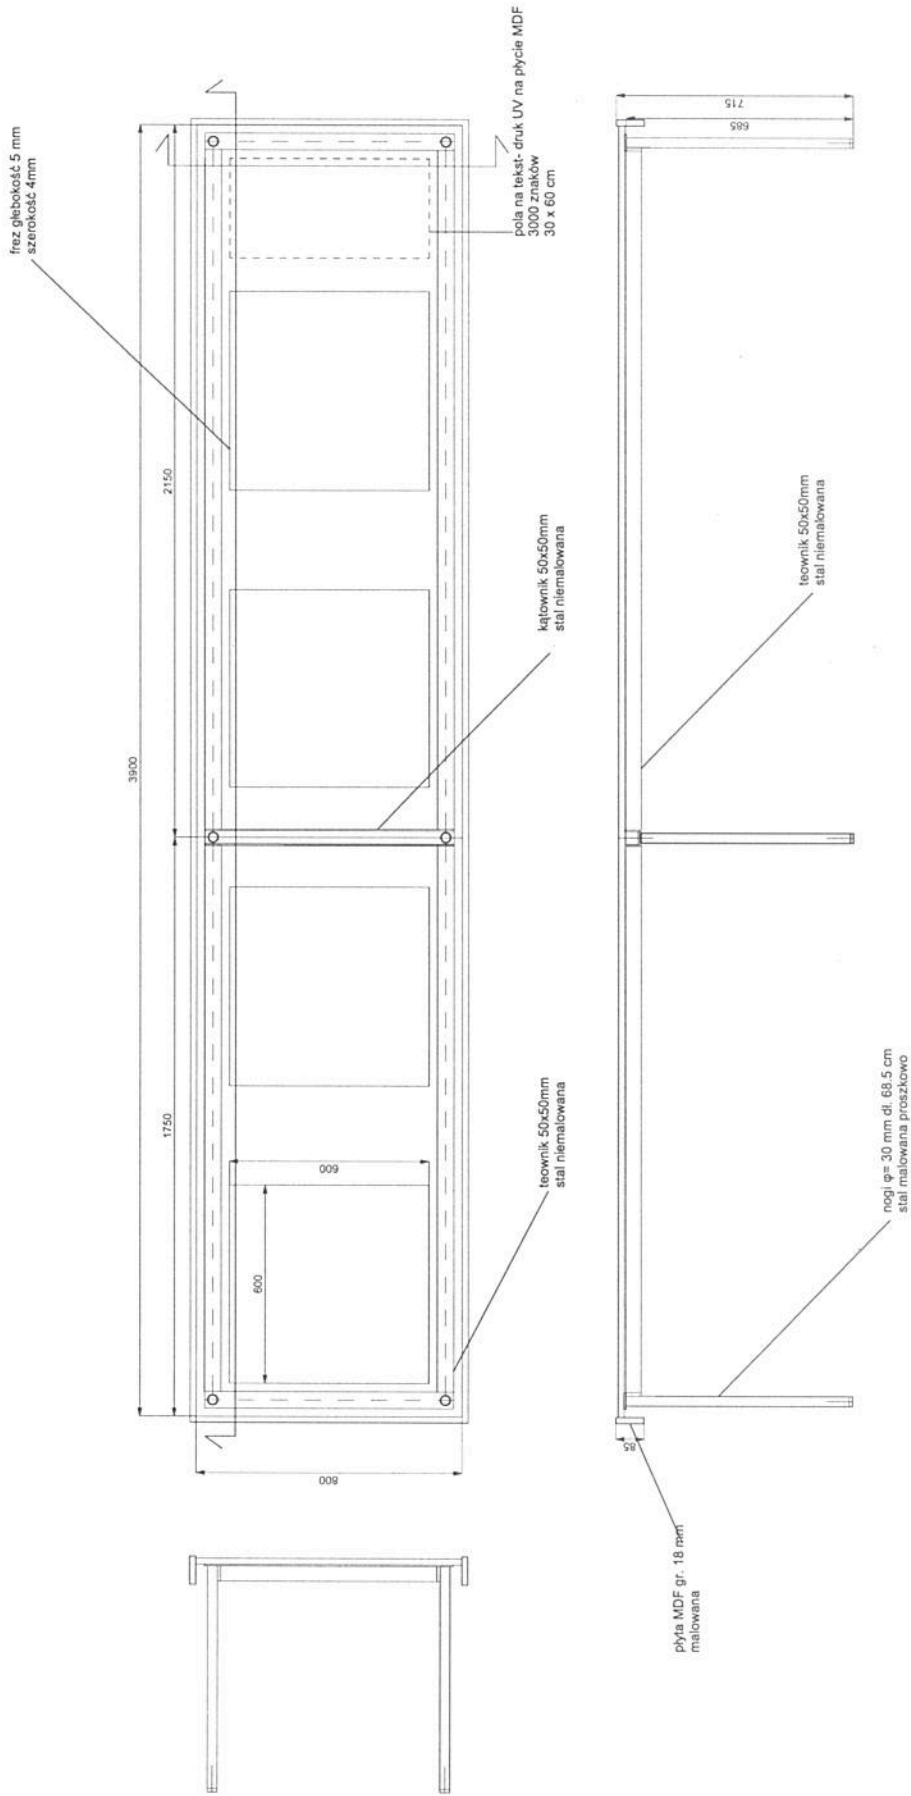 frez głębokość 5 mm
szerokość 4mm
3900
2150
1750
pola na tekst- druk UV na płycie MDF
3000 znaków
30 x 60 cm
kątownik 50x50mm
stal niemalowana
600
600
800
teownik 50x50mm
stal niemalowana
715
685
teownik 50x50mm
stal niemalowana
nogi φ= 30 mm dł. 68.5 cm
stal malowana proszkowo
85
płyta MDF gr. 18 mm
malowana